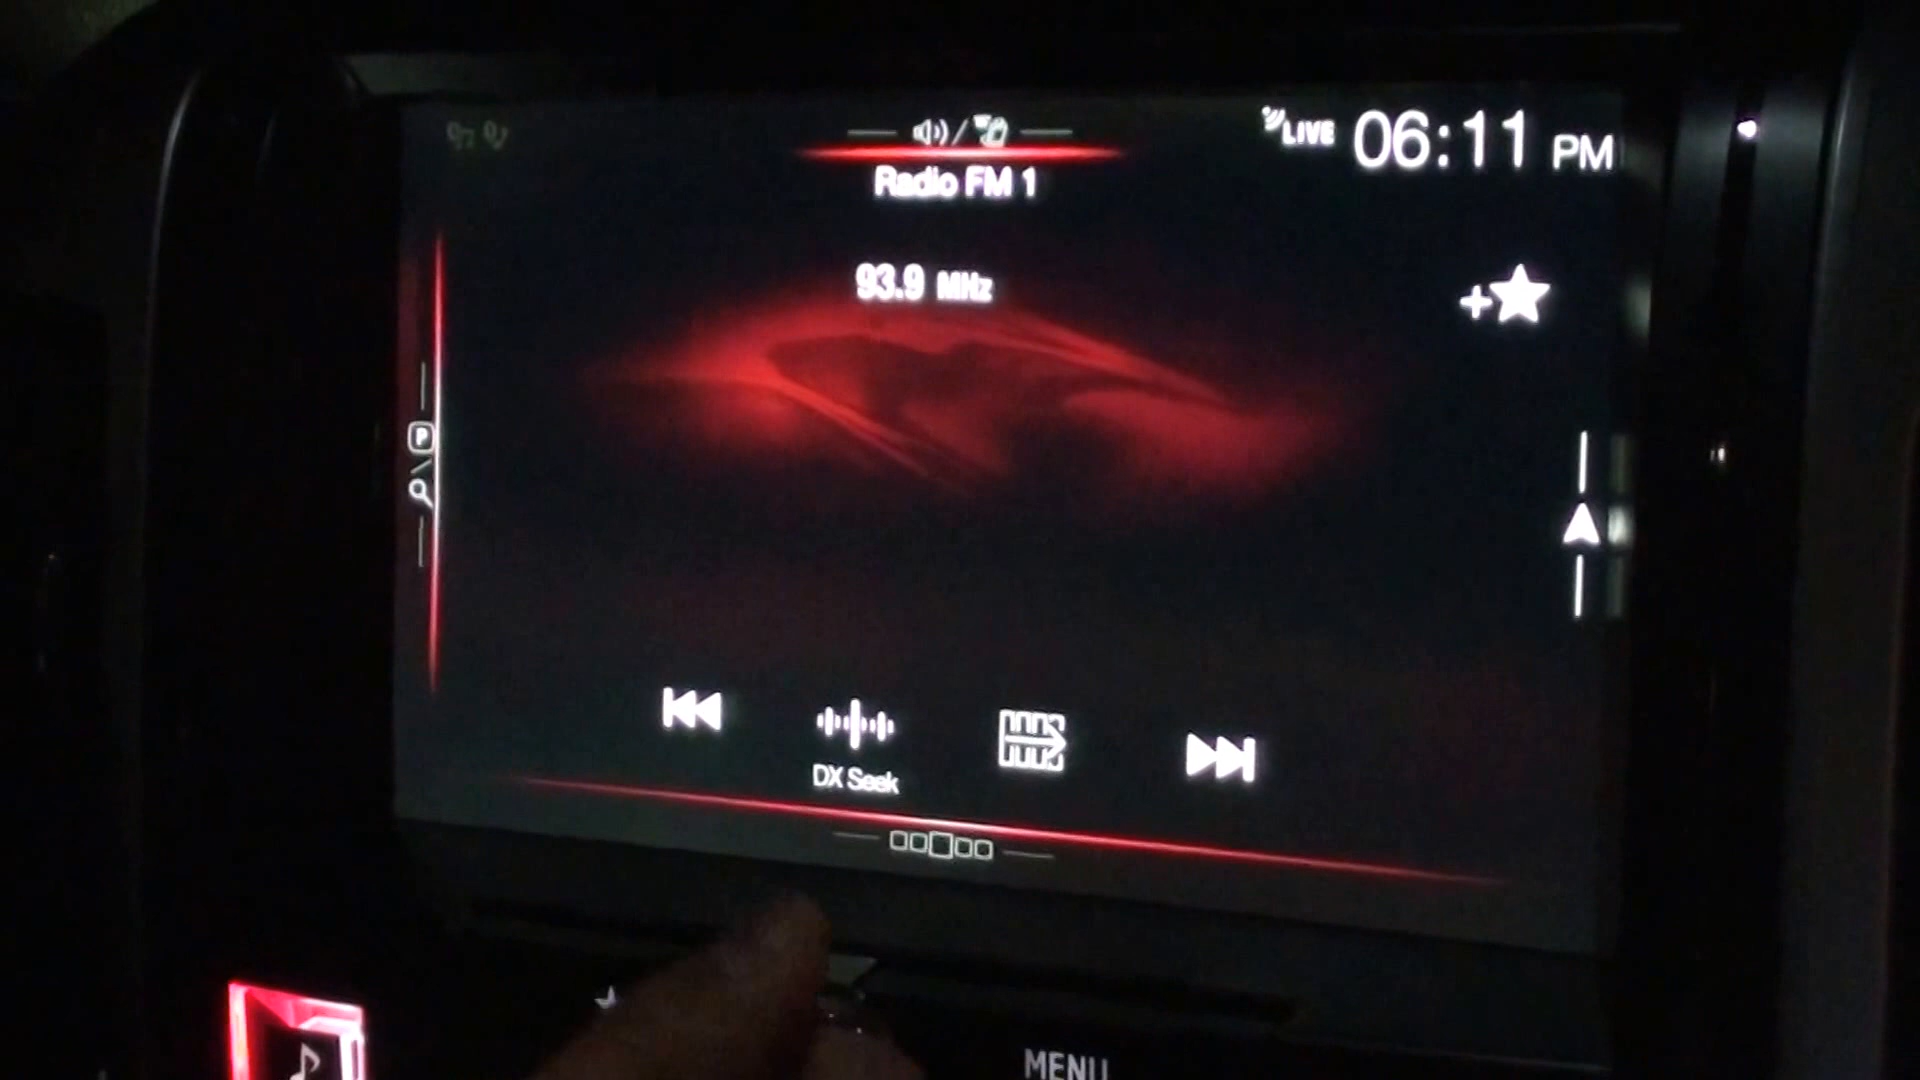 LIVE 06:11 PM
Radio FM 1
93.9 MHz
P
DX Seek
MENU